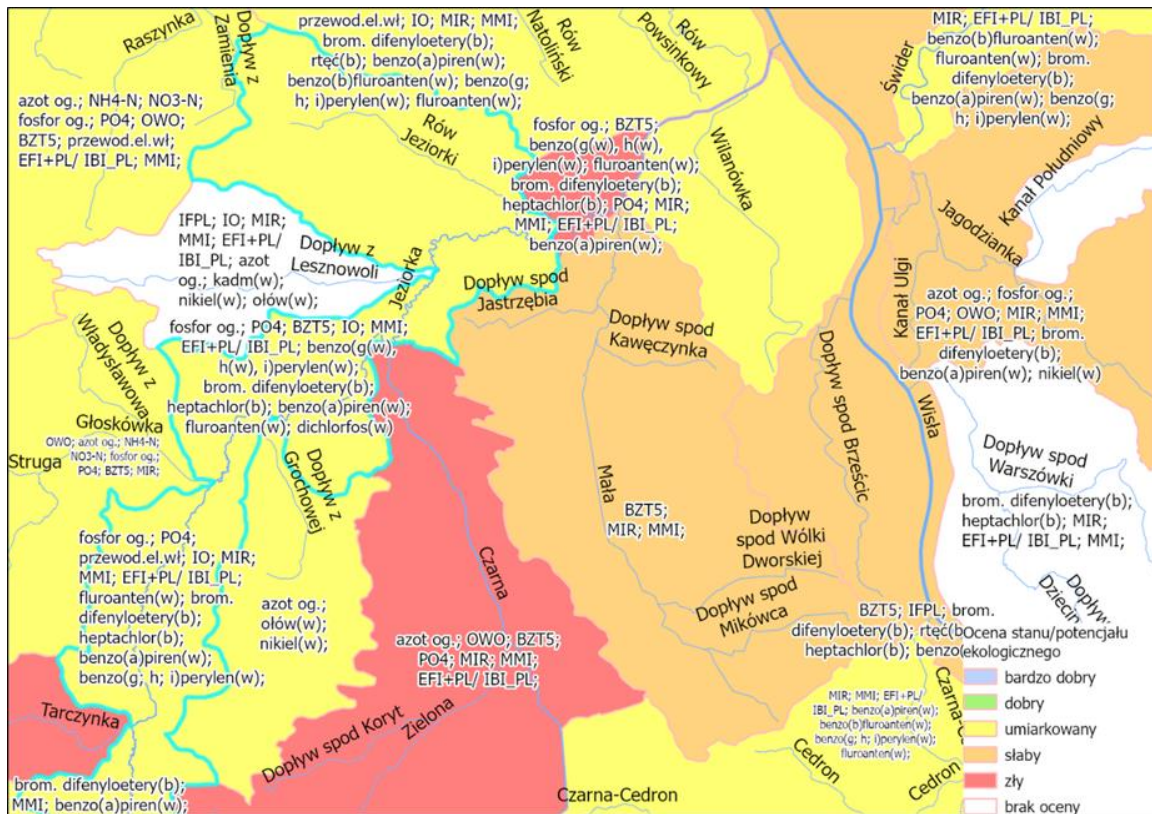 przewod.el.wł; IO; MIR; MMI;
brom. difenyloetery(b);
rtęć(b); benzo(a)piren(w);
benzo(b)fluroanten(w); benzo(g;
h; i)perylen(w); fluroanten(w);
Raszynka
Dopływ z
Zamienia
Rów
Natoliński
Rów
Powsinkowy
MIR; EFI+PL/ IBI_PL;
benzo(b)fluroanten(w);
fluroanten(w); brom.
difenyloetery(b);
benzo(a)piren(w); benzo(g;
h; i)perylen(w);
Świder
azot og.; NH4-N; NO3-N;
fosfor og.; PO4; OWO;
BZT5; przewod.el.wł;
EFI+PL/ IBI_PL; MMI;
Rów
Jeziorki
fosfor og.; BZT5;
benzo(g(w), h(w),
i)perylen(w); fluroanten(w);
brom. difenyloetery(b);
heptachlor(b); PO4; MIR;
MMI; EFI+PL/ IBI_PL;
benzo(a)piren(w);
Wilanówka
Kanał Południowy
Jagodzianka
IFPL; IO; MIR;
MMI; EFI+PL/
IBI_PL; azot
og.; kadm(w);
nikiel(w); ołów(w);
Dopływ z
Lesznowoli
Jeziorka
Dopływ spod
Jastrzębia
Kanał Ulgi
azot og.; fosfor og.;
PO4; OWO; MIR; MMI;
EFI+PL/ IBI_PL; brom.
difenyloetery(b);
benzo(a)piren(w); nikiel(w)
fosfor og.; PO4; BZT5; IO; MMI;
EFI+PL/ IBI_PL; benzo(g(w),
h(w), i)perylen(w);
brom. difenyloetery(b);
heptachlor(b); benzo(a)piren(w);
fluroanten(w); dichlorfos(w)
Dopływ z
Władysławowa
Dopływ spod
Kawęczynka
Dopływ spod Brześcic
Wisła
Głoskówka
Struga
OWO; azot og.; NH4-N;
NO3-N; fosfor og.;
PO4; BZT5; MIR;
Dopływ z
Grochowej
Mała
BZT5;
MIR; MMI;
Dopływ spod
Warszówki
brom. difenyloetery(b);
heptachlor(b); MIR;
EFI+PL/ IBI_PL; MMI;
Dopływ
spod Wólki
Dworskiej
Dopływ spod
Mikówca
fosfor og.; PO4;
przewod.el.wł; IO; MIR;
MMI; EFI+PL/ IBI_PL;
fluroanten(w); brom.
difenyloetery(b);
heptachlor(b);
benzo(a)piren(w);
benzo(g; h; i)perylen(w);
azot og.;
ołów(w);
nikiel(w);
Czarna
azot og.; OWO; BZT5;
PO4; MIR; MMI;
EFI+PL/ IBI_PL;
Dopływ
Dziecin
BZT5; IFPL; brom.
difenyloetery(b); rtęć(b
heptachlor(b); benzo(
MIR; MMI; EFI+PL/
IBI_PL; benzo(a)piren(w);
benzo(b)fluroanten(w);
benzo(g; h; i)perylen(w);
fluroanten(w);
Tarczynka
Dopływ spod Koryt
Zielona
Cedron
Cedron
Czarna-C
Czarna-Cedron
brom. difenyloetery(b);
MMI; benzo(a)piren(w);
Ocena stanu/potencjału
ekologicznego
bardzo dobry
dobry
umiarkowany
słaby
zły
brak oceny